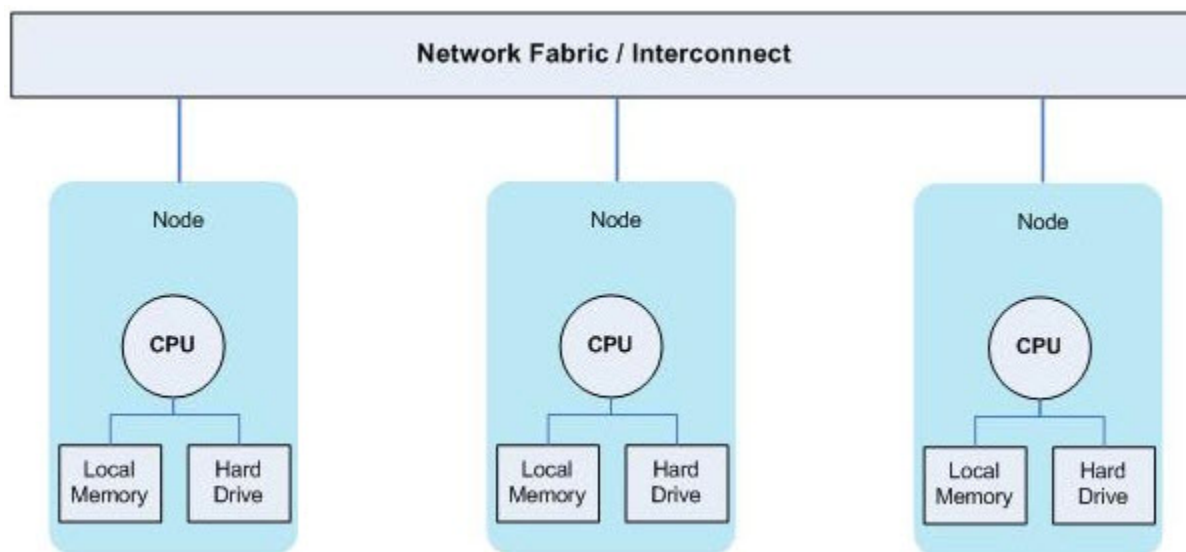 Network Fabric / Interconnect
Node
Node
Node
CPU
CPU
CPU
Local
Memory
Hard
Drive
Local
Memory
Hard
Drive
Local
Memory
Hard
Drive